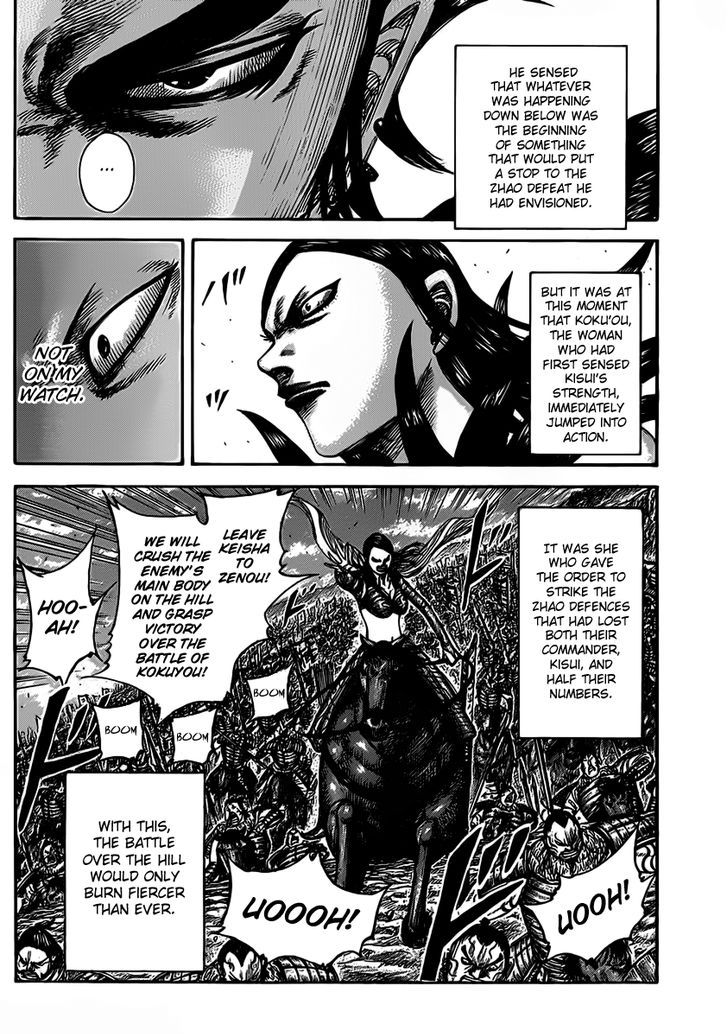 HE SENSED
THAT WHATEVER
WAS HAPPENING
DOWN BELOW WAS
THE BEGINNING
OF SOMETHING
THAT WOULD PUT
A STOP TO THE
ZHAO DEFEAT HE
HAD ENVISIONED.
...
BUT IT WAS AT
THIS MOMENT
THAT KOKU'OU,
THE WOMAN
WHO HAD
FIRST SENSED
KISUI'S
STRENGTH,
IMMEDIATELY
JUMPED INTO
ACTION.
NOT
ON MY
WATCH.
IT WAS SHE
WHO GAVE
THE ORDER TO
STRIKE THE
ZHAO DEFENCES
THAT HAD LOST
BOTH THEIR
COMMANDER,
KISUI, AND
HALF THEIR
NUMBERS.
LEAVE
KEISHA
TO
ZENOU!
WE WILL
CRUSH THE
ENEMY'S
MAIN BODY
ON THE HILL
AND GRASP
VICTORY
OVER THE
BATTLE OF
KOKUYOU!
HOO-
AH!
BOOM
BOOM
BOOM
ドドド
WITH THIS,
THE BATTLE
OVER THE HILL
WOULD ONLY
BURN FIERCER
THAN EVER.
UOOOH!
UOOH!